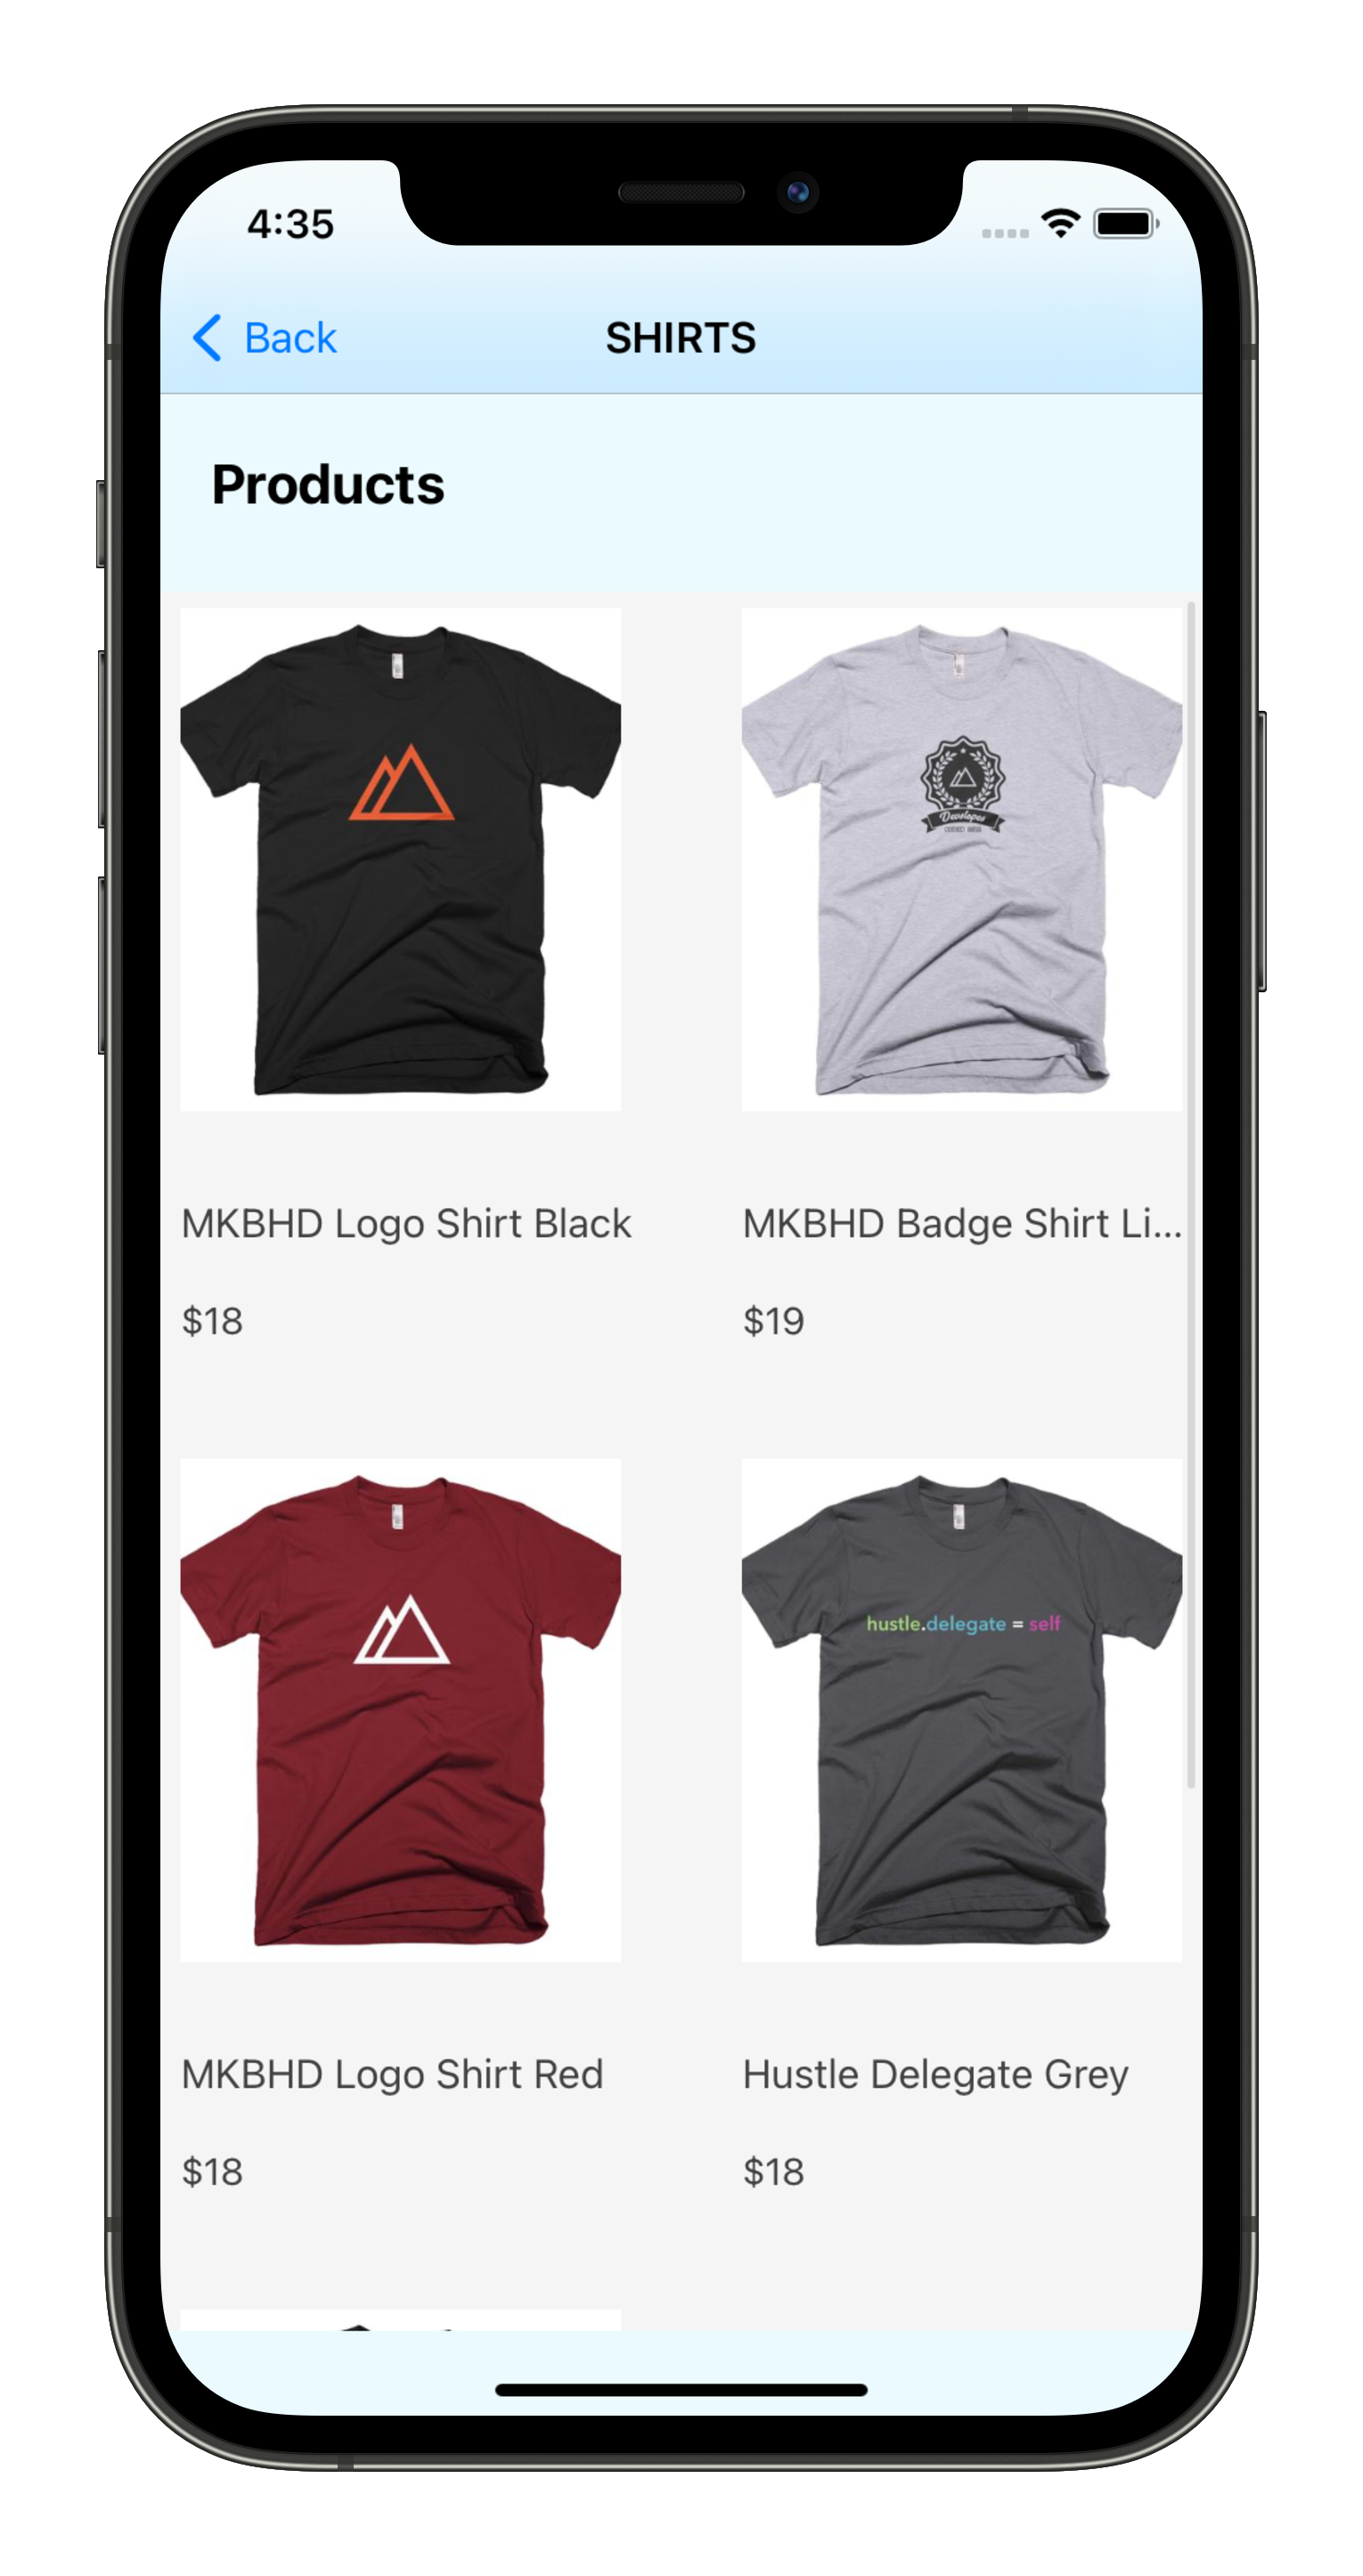 4:35
Back
SHIRTS
Products
Developer
MKBHD Logo Shirt Black
MKBHD Badge Shirt Li...
$18
$19
hustle.delegate = self
MKBHD Logo Shirt Red
Hustle Delegate Grey
$18
$18